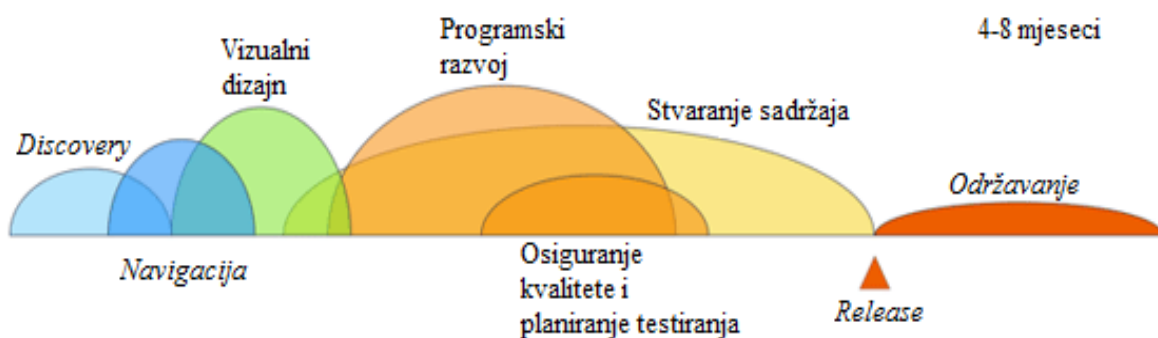 Discovery
Navigacija
Vizualni
dizajn
Programski
razvoj
Stvaranje sadržaja
Osiguranje
kvalitete i
planiranje testiranja
4-8 mjeseci
Održavanje
Release